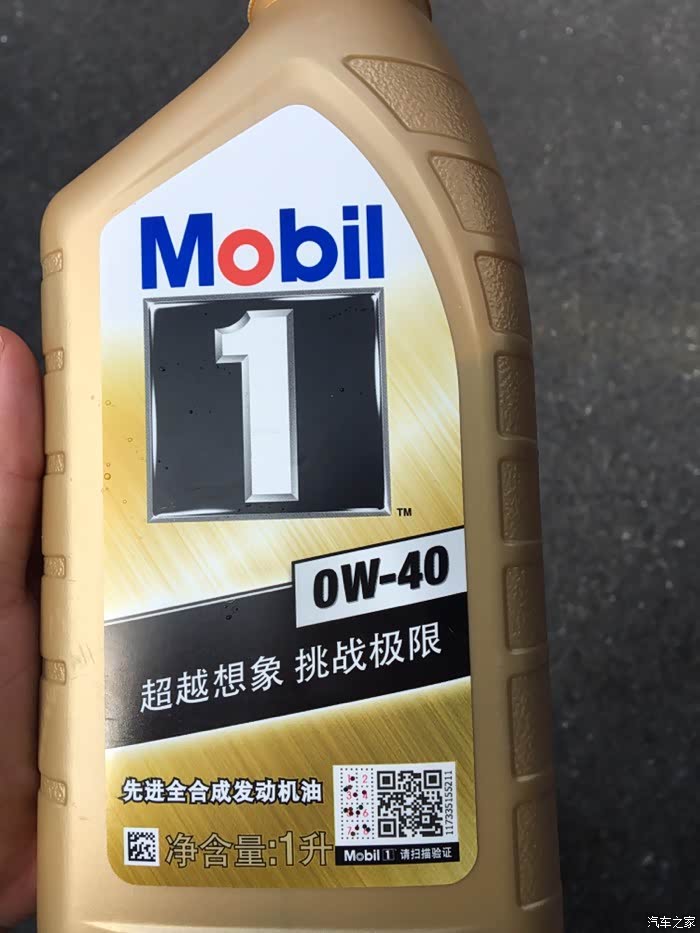 Mobil
1
TM
0W-40
超越想象 挑战极限
先进全合成发动机油
净含量:1升
Mobil 1 请扫描验证
汽车之家